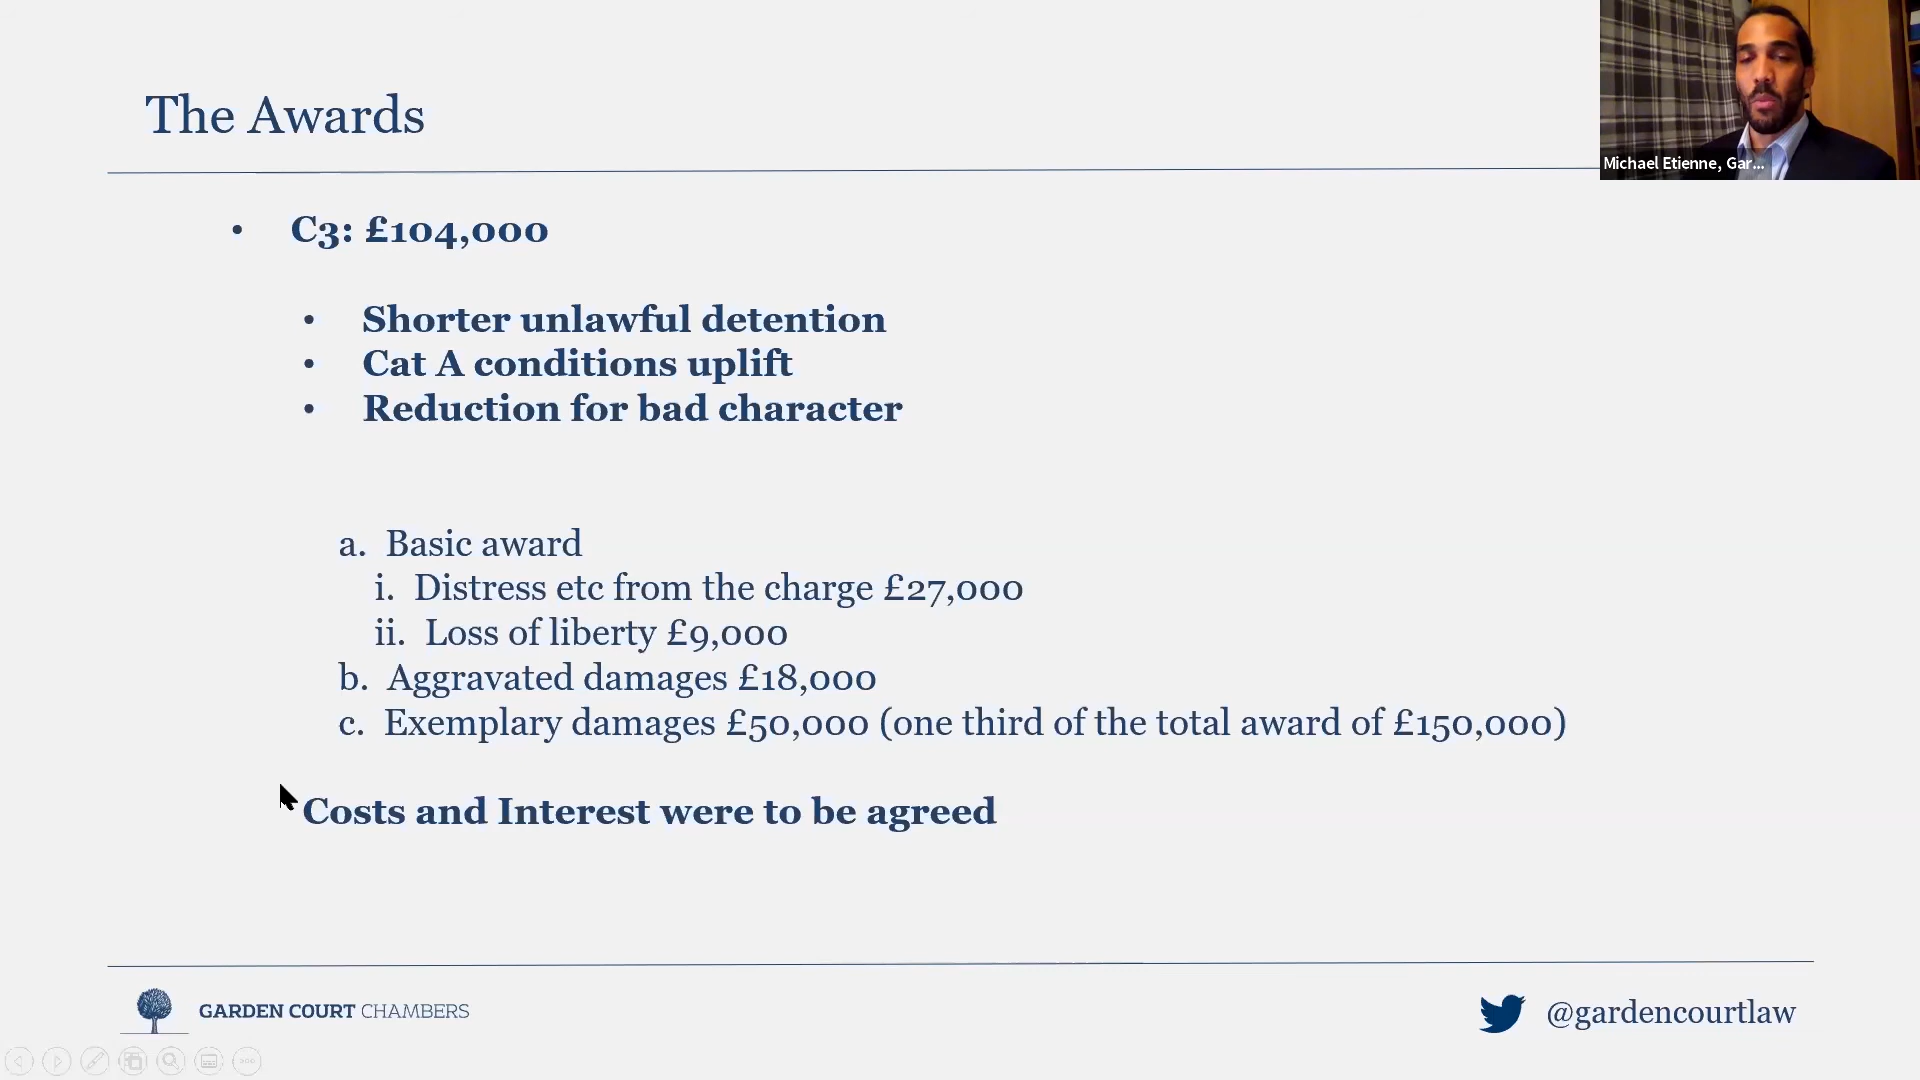 The Awards
Michael Etienne, Gar...
• C3: £104,000
• Shorter unlawful detention
• Cat A conditions uplift
• Reduction for bad character
a. Basic award
i. Distress etc from the charge £27,000
ii. Loss of liberty £9,000
b. Aggravated damages £18,000
c. Exemplary damages £50,000 (one third of the total award of £150,000)
Costs and Interest were to be agreed
GARDEN COURT CHAMBERS
@gardencourtlaw